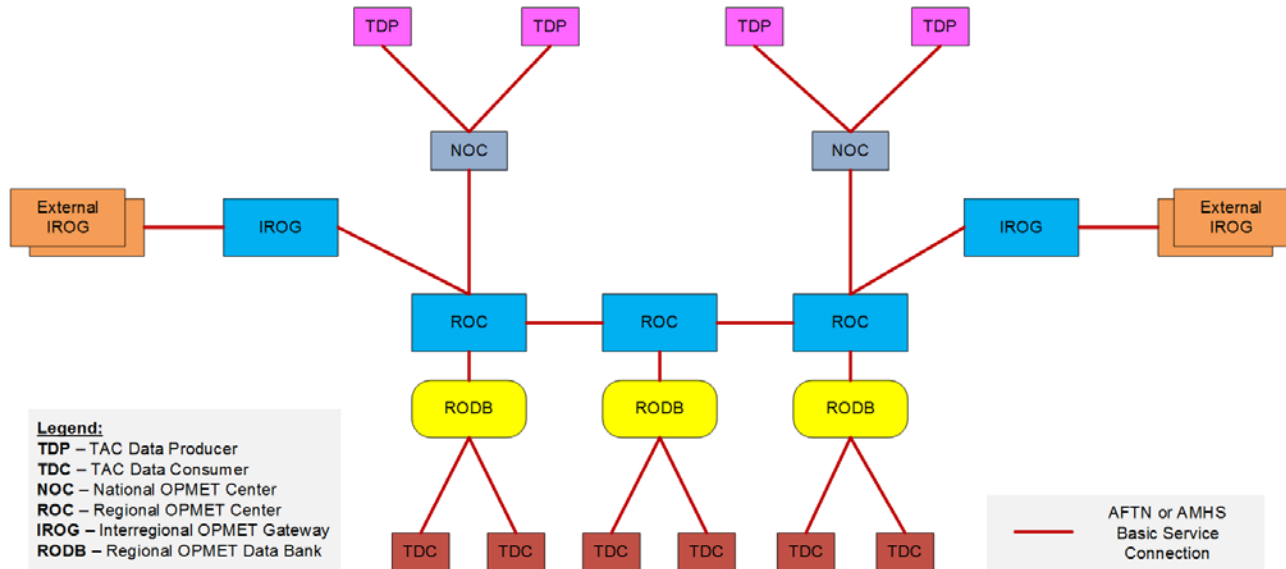 TDP
TDP
TDP
TDP
NOC
NOC
External
IROG
IROG
IROG
External
IROG
ROC
ROC
ROC
RODB
RODB
RODB
Legend:
TDP – TAC Data Producer
TDC – TAC Data Consumer
NOC – National OPMET Center
ROC – Regional OPMET Center
IROG – Interregional OPMET Gateway
RODB – Regional OPMET Data Bank
TDC
TDC
TDC
TDC
TDC
TDC
AFTN or AMHS
Basic Service
Connection